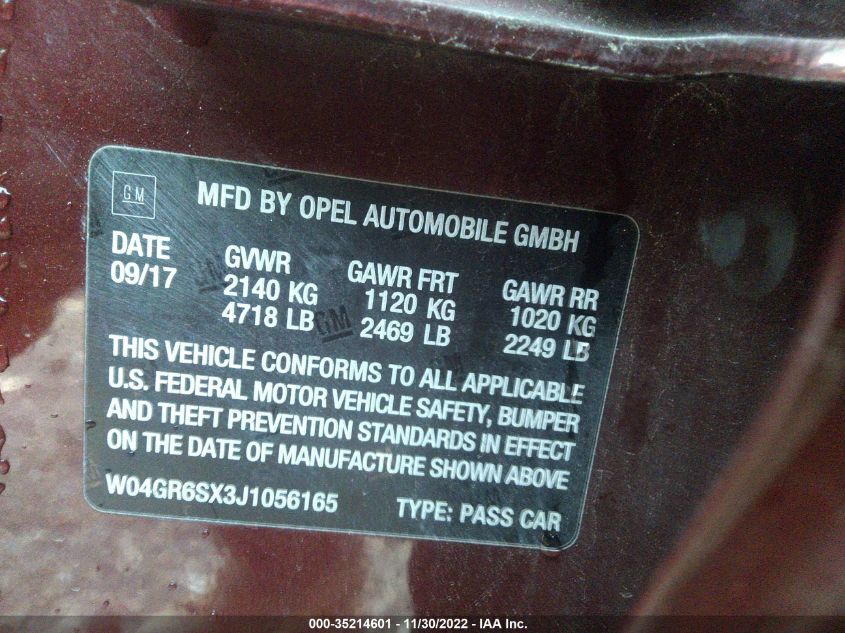 GM
MFD BY OPEL AUTOMOBILE GMBH
DATE GVWR GAWR FRT GAWR RR
09/17 2140 KG 1120 KG 1020 KG
4718 LB 2469 LB 2249 LB
GM
THIS VEHICLE CONFORMS TO ALL APPLICABLE
U.S. FEDERAL MOTOR VEHICLE SAFETY, BUMPER
AND THEFT PREVENTION STANDARDS IN EFFECT
ON THE DATE OF MANUFACTURE SHOWN ABOVE
W04GR6SX3J1056165 TYPE: PASS CAR
000-35214601 - 11/30/2022 - IAA Inc.